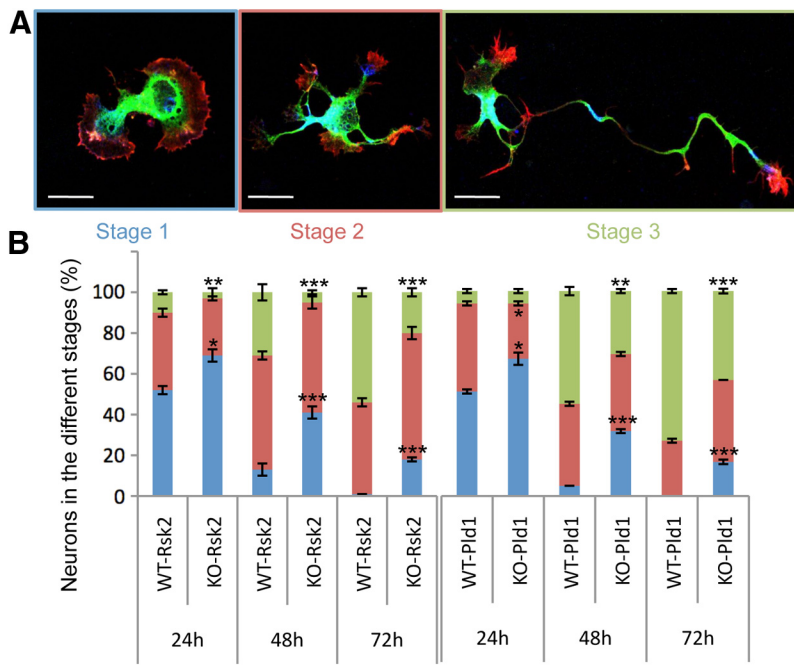 A
Stage 1 Stage 2 Stage 3
B
Neurons in the different stages (%)
100
80
60
40
20
0
** *** *** ** ***
* *
*
*** *** *** ***
WT-Rsk2 KO-Rsk2 WT-Rsk2 KO-Rsk2 WT-Rsk2 KO-Rsk2 WT-Pld1 KO-Pld1 WT-Pld1 KO-Pld1 WT-Pld1 KO-Pld1
24h 48h 72h 24h 48h 72h